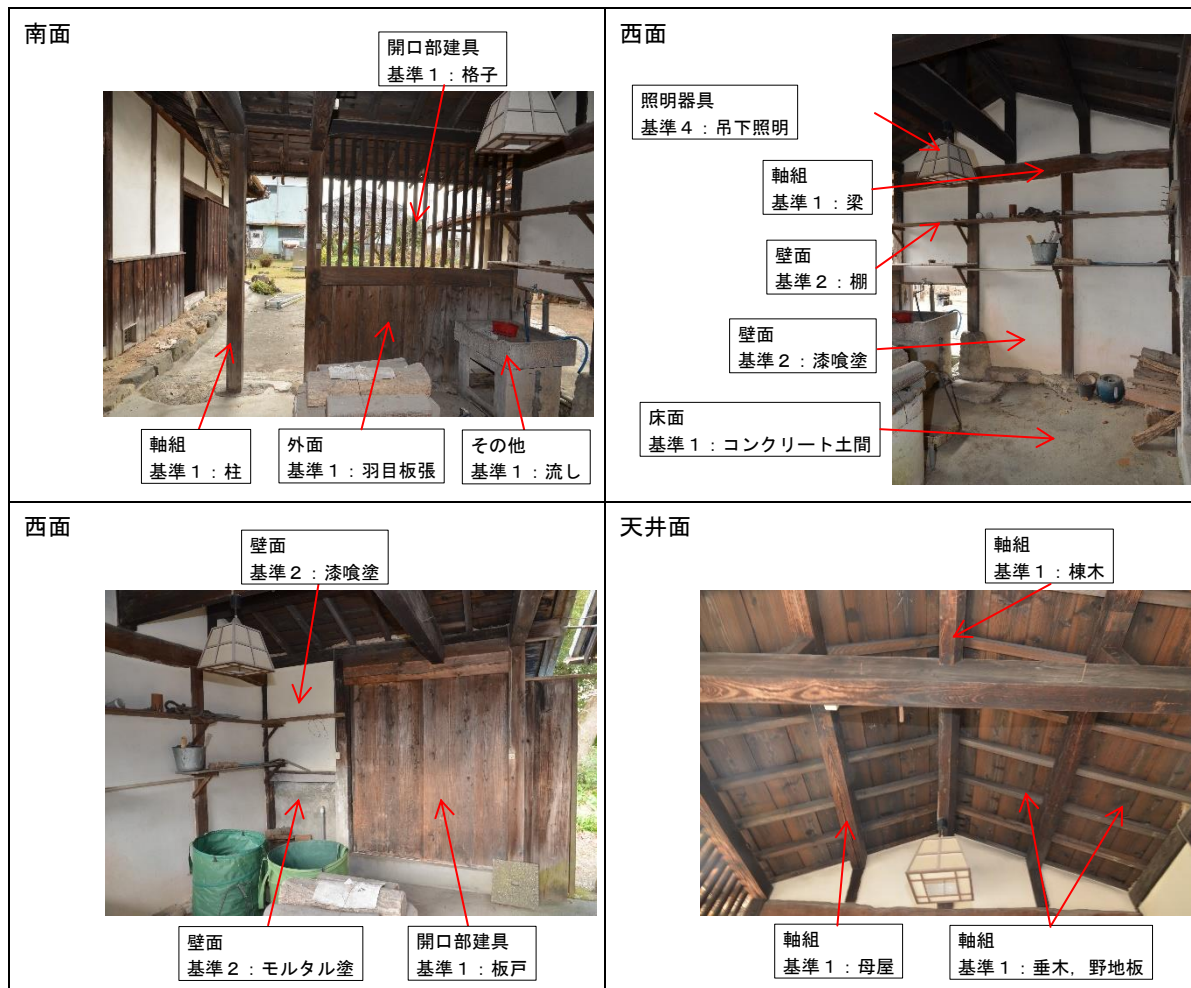 南面
開口部建具
基準１：格子
軸組
基準１：柱
外面
基準１：羽目板張
その他
基準１：流し
西面
照明器具
基準４：吊下照明
軸組
基準１：梁
壁面
基準２：棚
壁面
基準２：漆喰塗
床面
基準１：コンクリート土間
西面
壁面
基準２：漆喰塗
壁面
基準２：モルタル塗
開口部建具
基準１：板戸
天井面
軸組
基準１：棟木
軸組
基準１：母屋
軸組
基準１：垂木，野地板